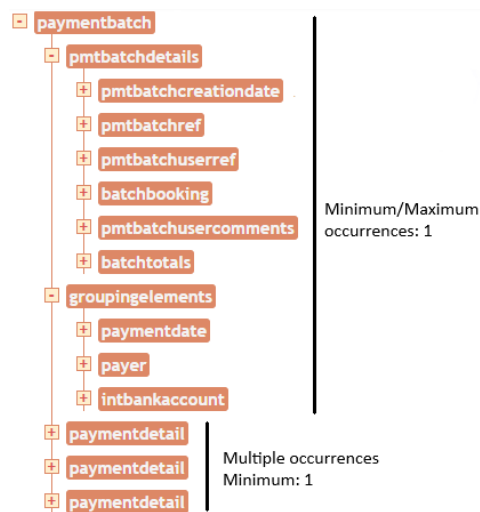 paymentbatch
pmtbatchdetails
pmtbatchcreationdate
pmtbatchref
pmtbatchuserref
batchbooking
pmtbatchusercomments
batchtotals
groupingelements
paymentdate
payer
intbankaccount
Minimum/Maximum
occurrences: 1
paymentdetail
paymentdetail
paymentdetail
Multiple occurrences
Minimum: 1